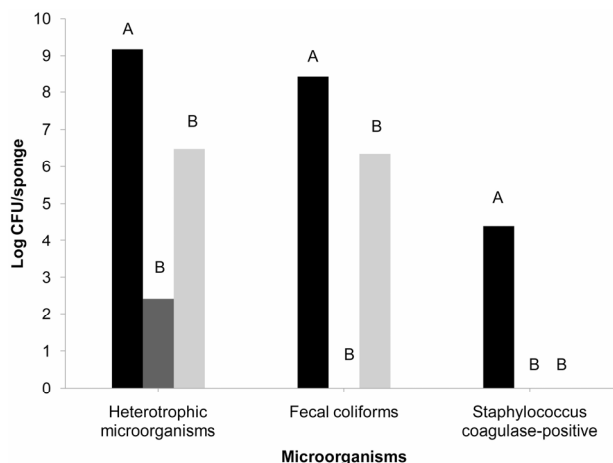 10
9
8
7
6
5
4
3
2
1
0
Log CFU/sponge
A
B
B
A
B
B
A
B B
Heterotrophic
microorganisms
Fecal coliforms
Staphylococcus
coagulase-positive
Microorganisms